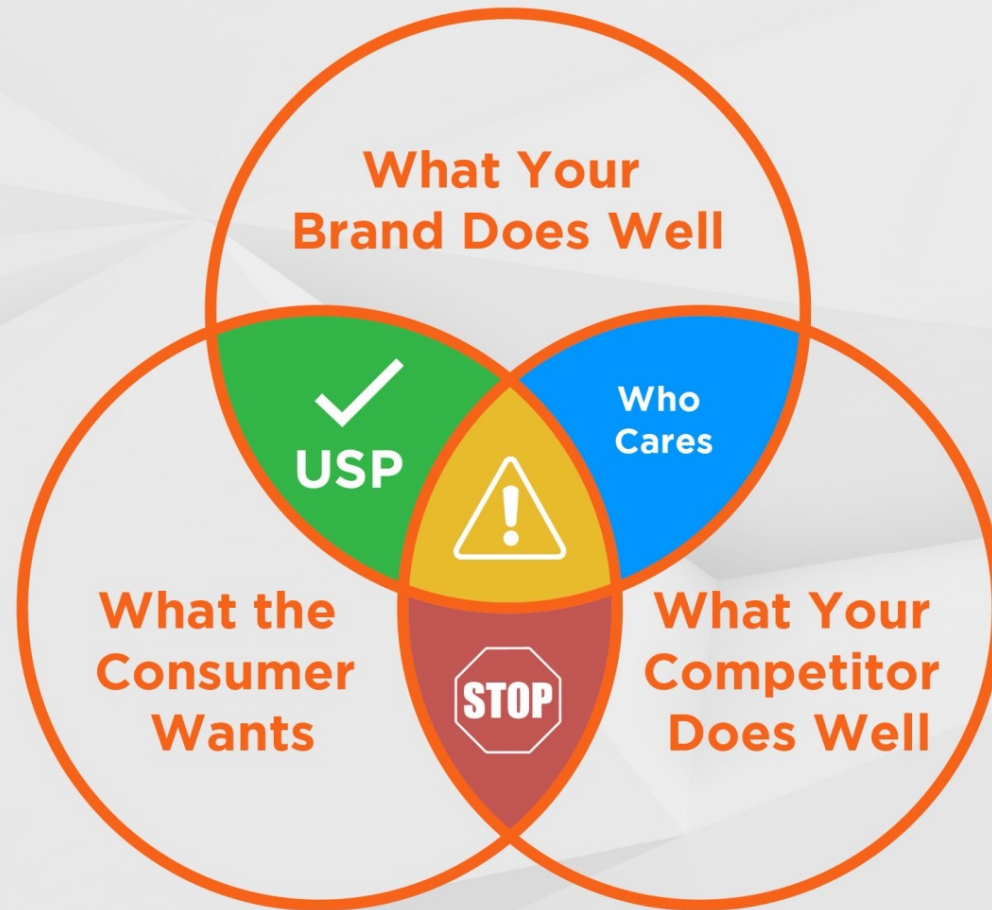 What Your
Brand Does Well
USP
Who
Cares
What the
Consumer
Wants
STOP
What Your
Competitor
Does Well